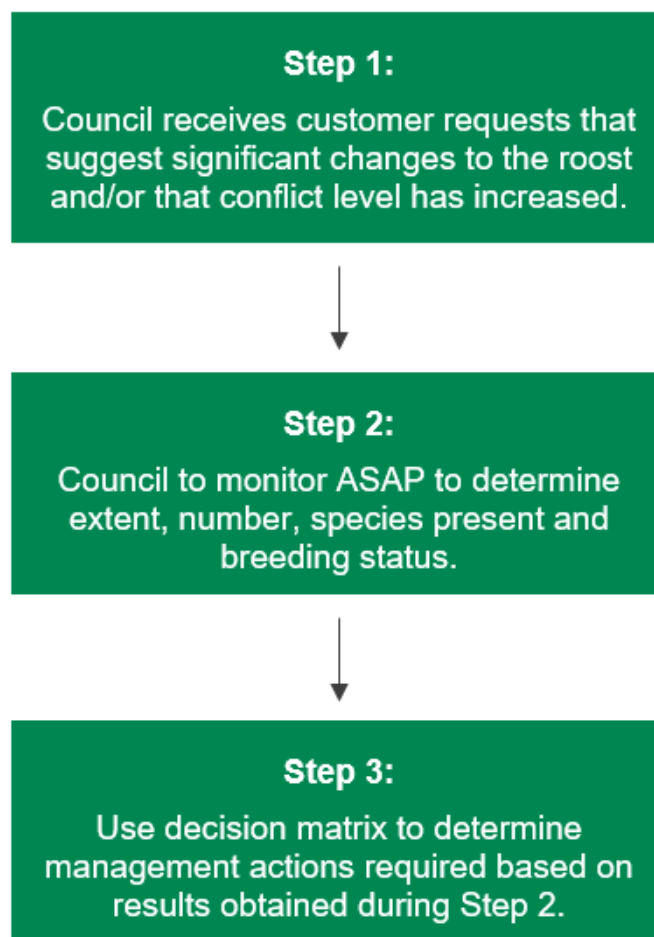 Step 1:
Council receives customer requests that
suggest significant changes to the roost
and/or that conflict level has increased.
Step 2:
Council to monitor ASAP to determine
extent, number, species present and
breeding status.
Step 3:
Use decision matrix to determine
management actions required based on
results obtained during Step 2.